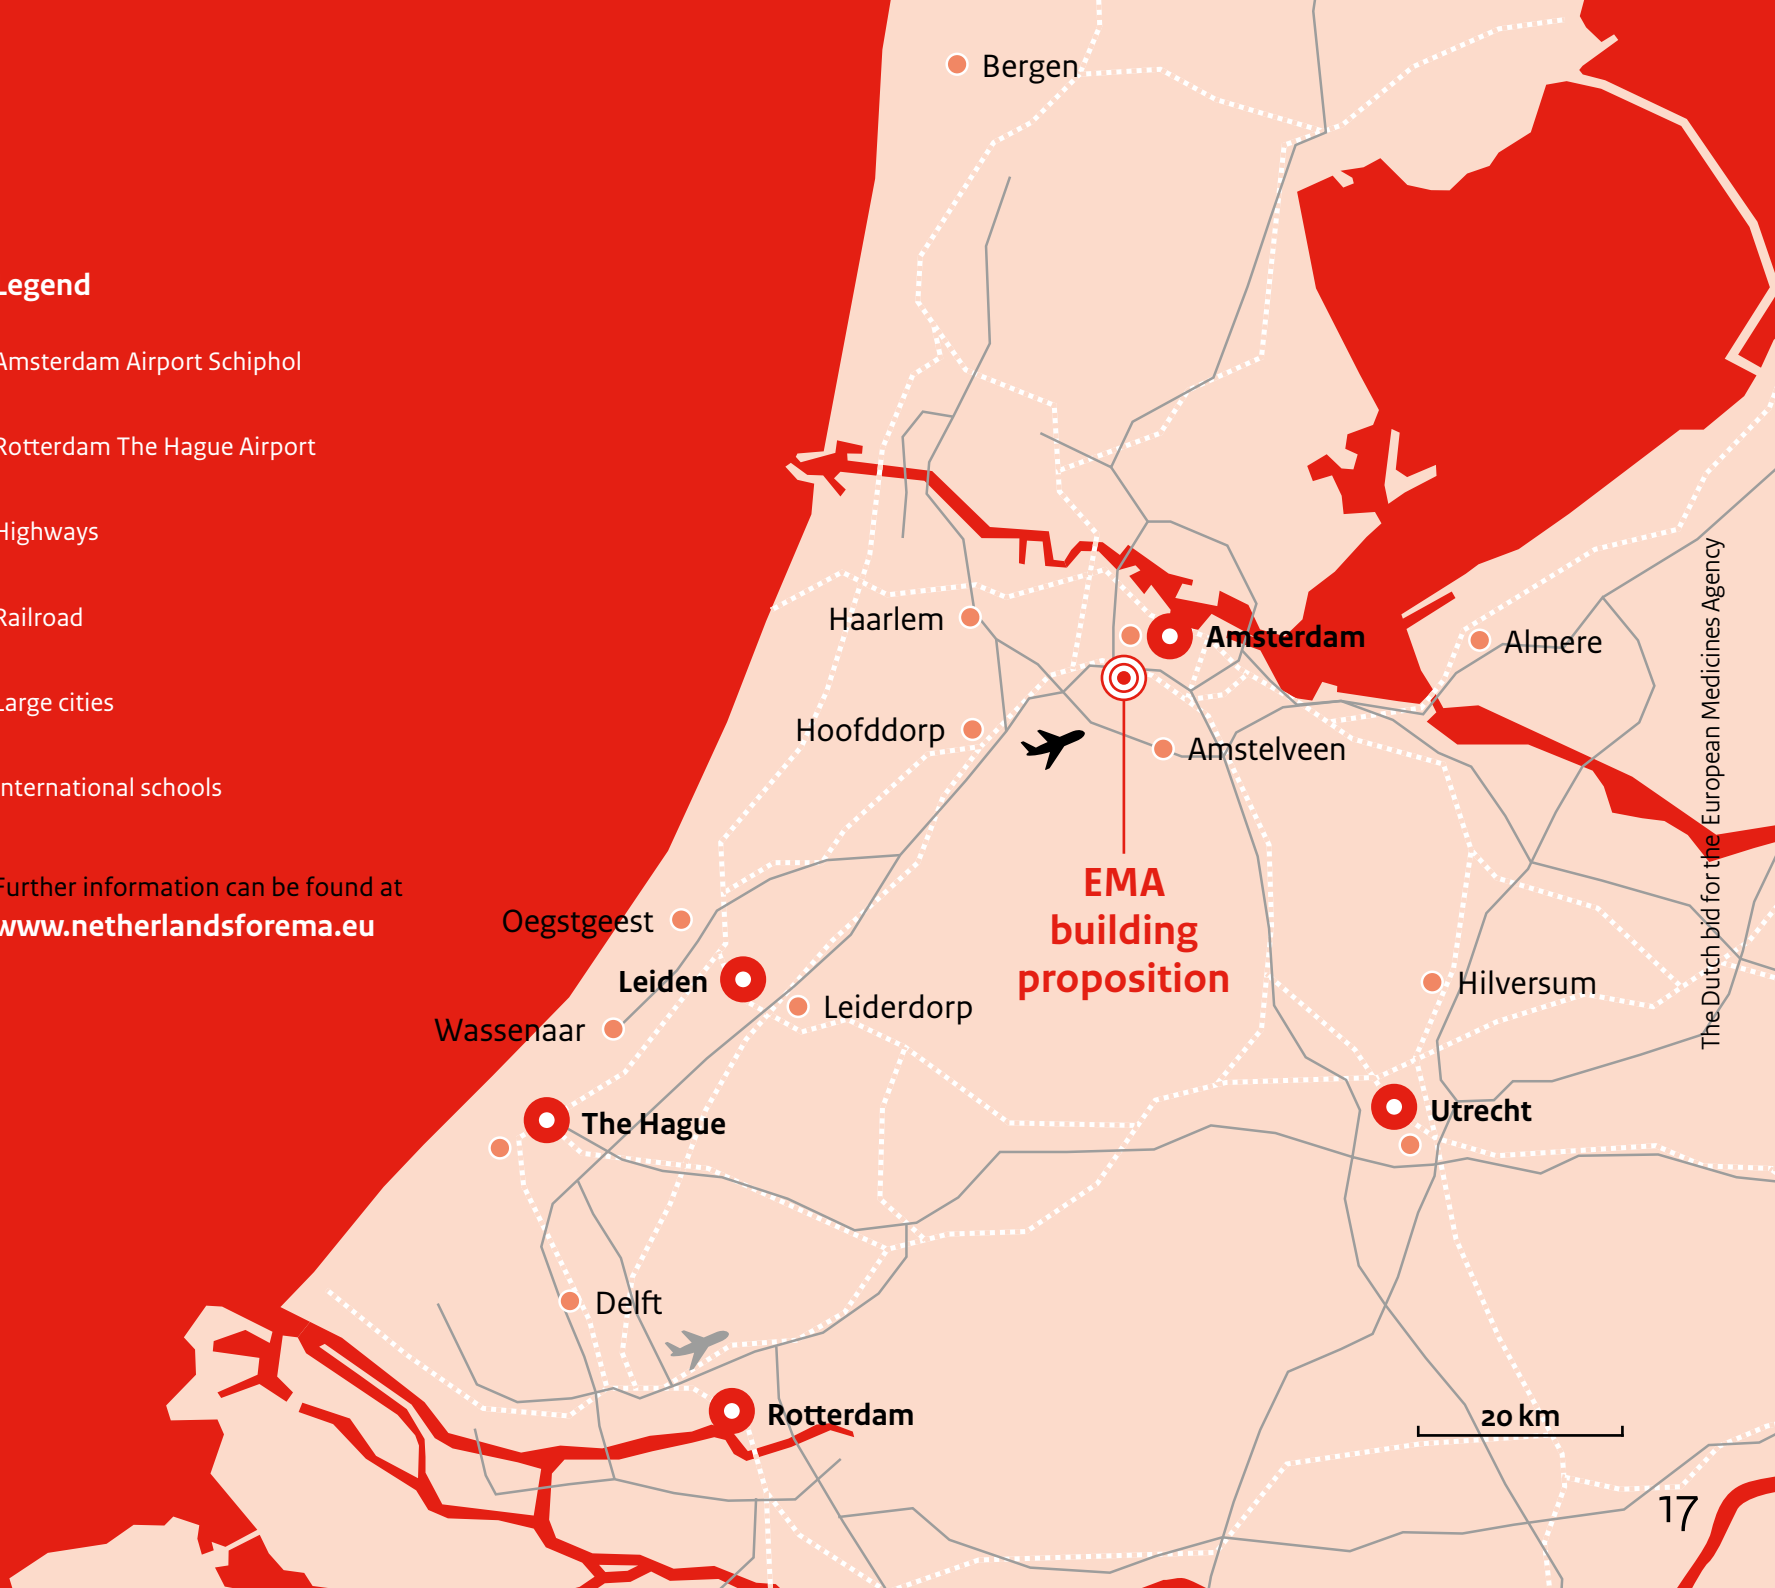 Legend
Amsterdam Airport Schiphol
Rotterdam The Hague Airport
Highways
Railroad
Large cities
International schools
Further information can be found at
www.netherlandsforema.eu
Bergen
Haarlem
Amsterdam
Almere
Hoofddorp
Amstelveen
EMA
building
proposition
Oegstgeest
Leiden
Leiderdorp
Hilversum
Wassenaar
The Hague
Utrecht
Delft
Rotterdam
20 km
The Dutch bid for the European Medicines Agency
17